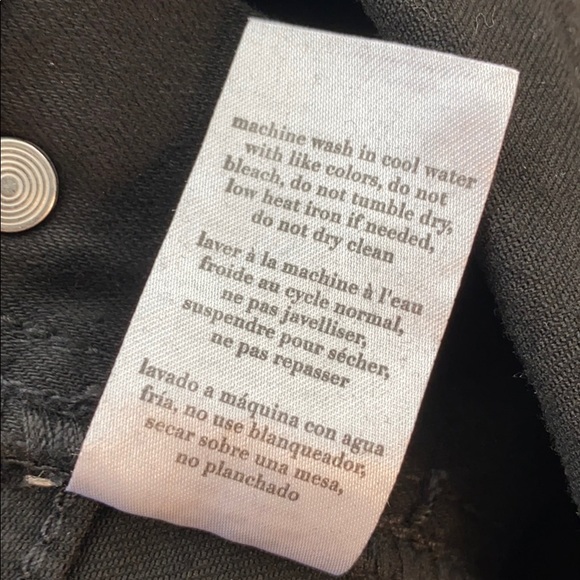 machine wash in cool water
with like colors, do not
bleach, do not tumble dry,
low heat iron if needed,
do not dry clean
laver à la machine à l'eau
froide au cycle normal,
ne pas javelliser,
suspendre pour sécher,
ne pas repasser
lavado a máquina con agua
fría, no use blanqueador,
secar sobre una mesa,
no planchado